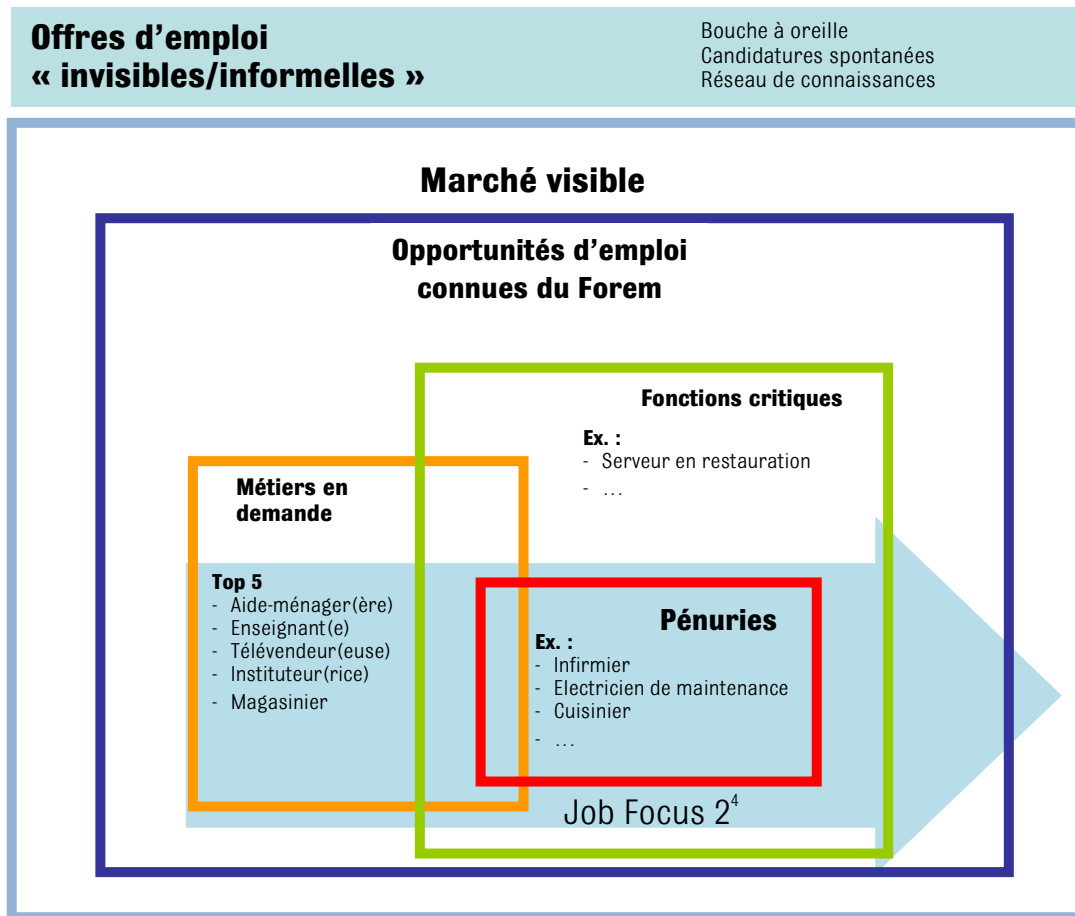 Offres d'emploi
« invisibles/informelles »
Bouche à oreille
Candidatures spontanées
Réseau de connaissances
Marché visible
Opportunités d'emploi
connues du Forem
Fonctions critiques
Ex. :
- Serveur en restauration
- ...
Métiers en
demande
Top 5
- Aide-ménager(ère)
- Enseignant(e)
- Télévendeur(euse)
- Instituteur(rice)
- Magasinier
Pénuries
Ex. :
- Infirmier
- Electricien de maintenance
- Cuisinier
- ...
Job Focus 2⁴